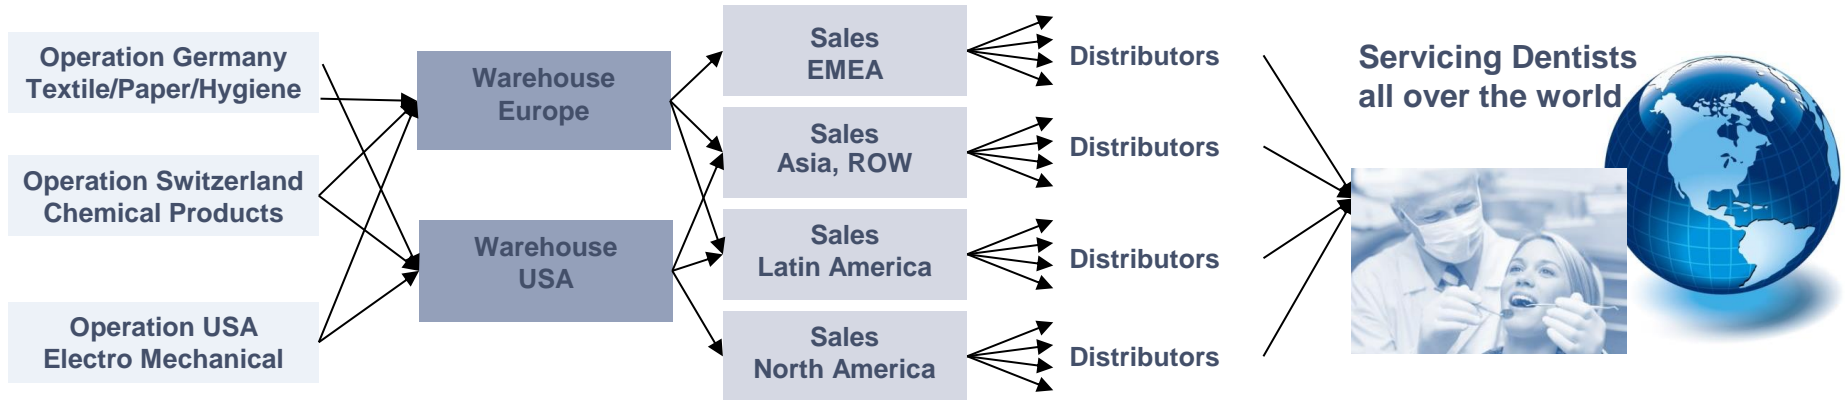 Operation Germany
Textile/Paper/Hygiene
Operation Switzerland
Chemical Products
Operation USA
Electro Mechanical
Warehouse
Europe
Warehouse
USA
Sales
EMEA
Sales
Asia, ROW
Sales
Latin America
Sales
North America
Distributors
Distributors
Distributors
Distributors
Servicing Dentists
all over the world